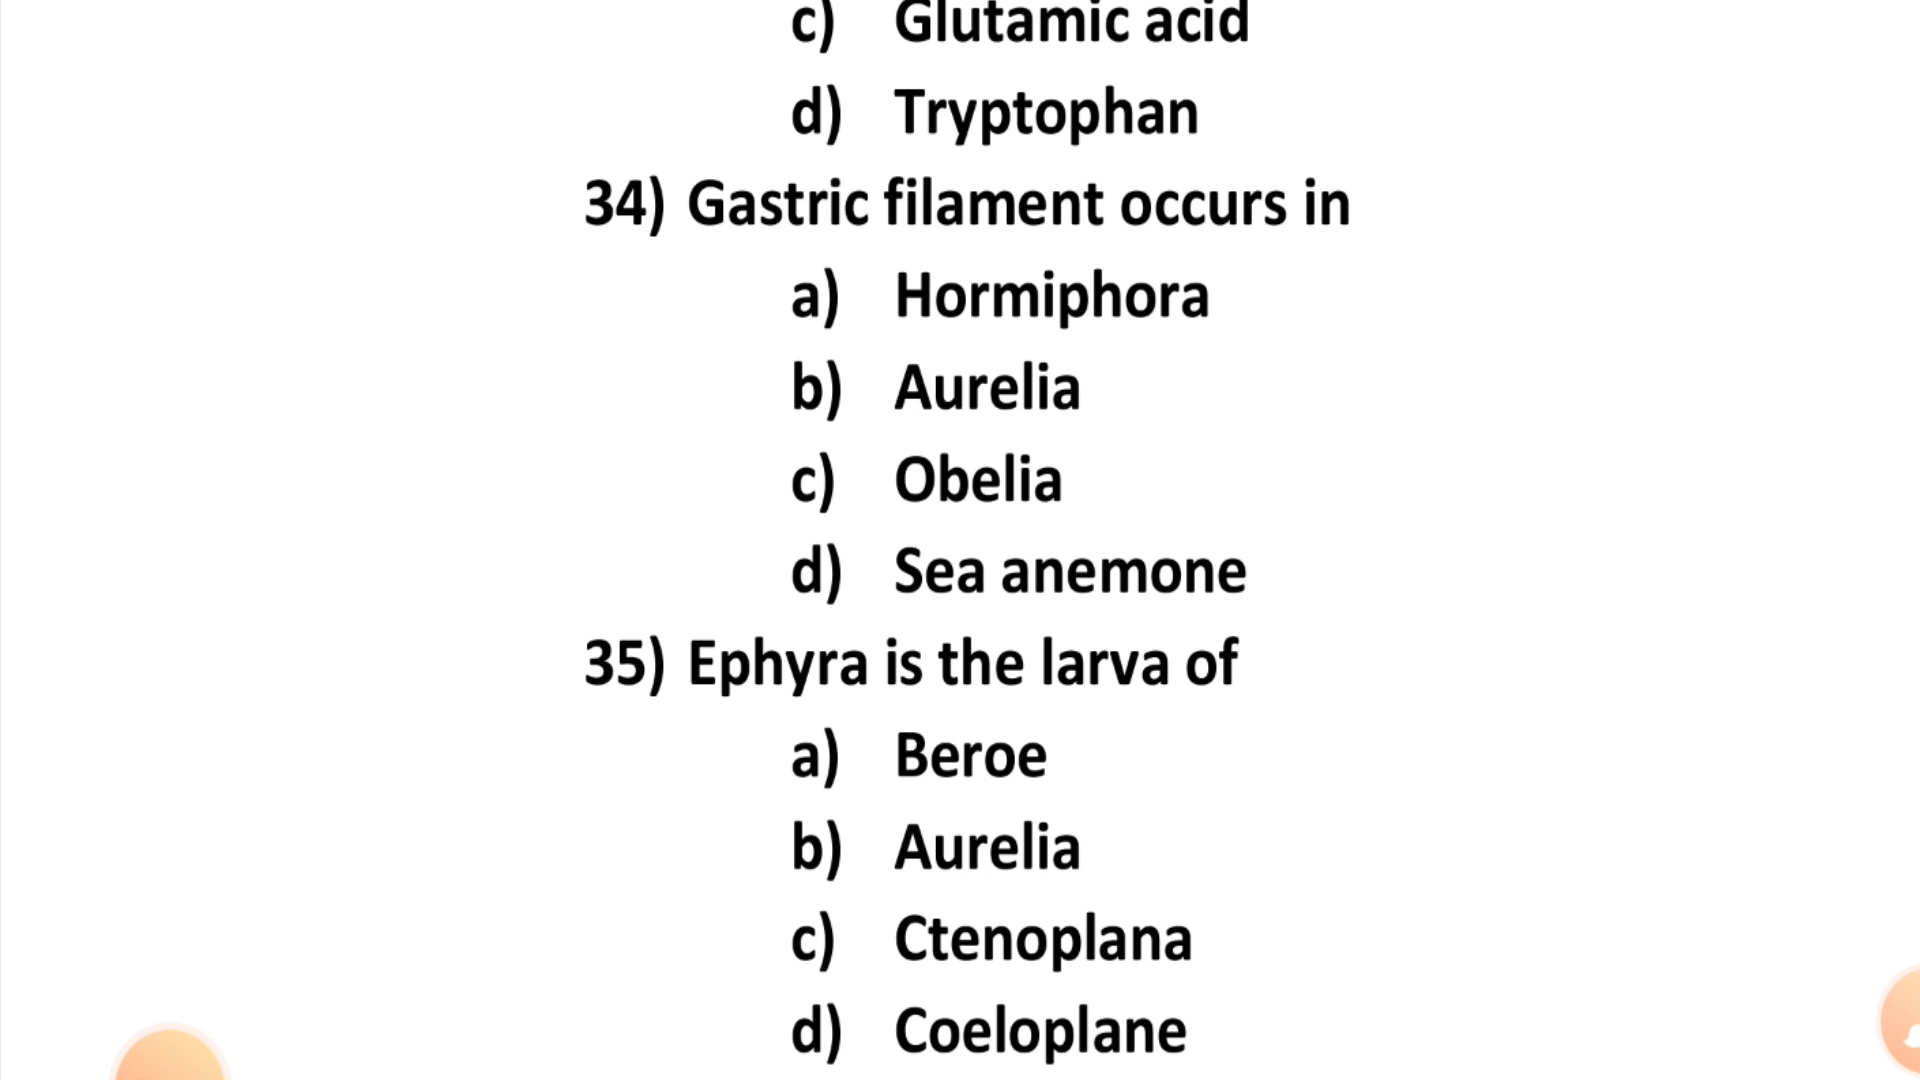 c) Glutamic acid
d) Tryptophan
34) Gastric filament occurs in
a) Hormiphora
b) Aurelia
c) Obelia
d) Sea anemone
35) Ephyra is the larva of
a) Beroe
b) Aurelia
c) Ctenoplana
d) Coeloplane